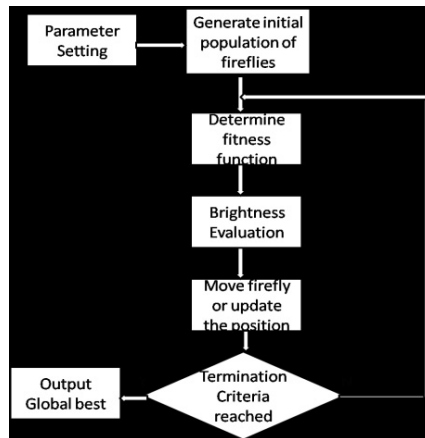 Parameter
Setting
Generate initial
population of
fireflies
Determine
fitness
function
Brightness
Evaluation
Move firefly
or update
the position
Termination
Criteria
reached
Output
Global best